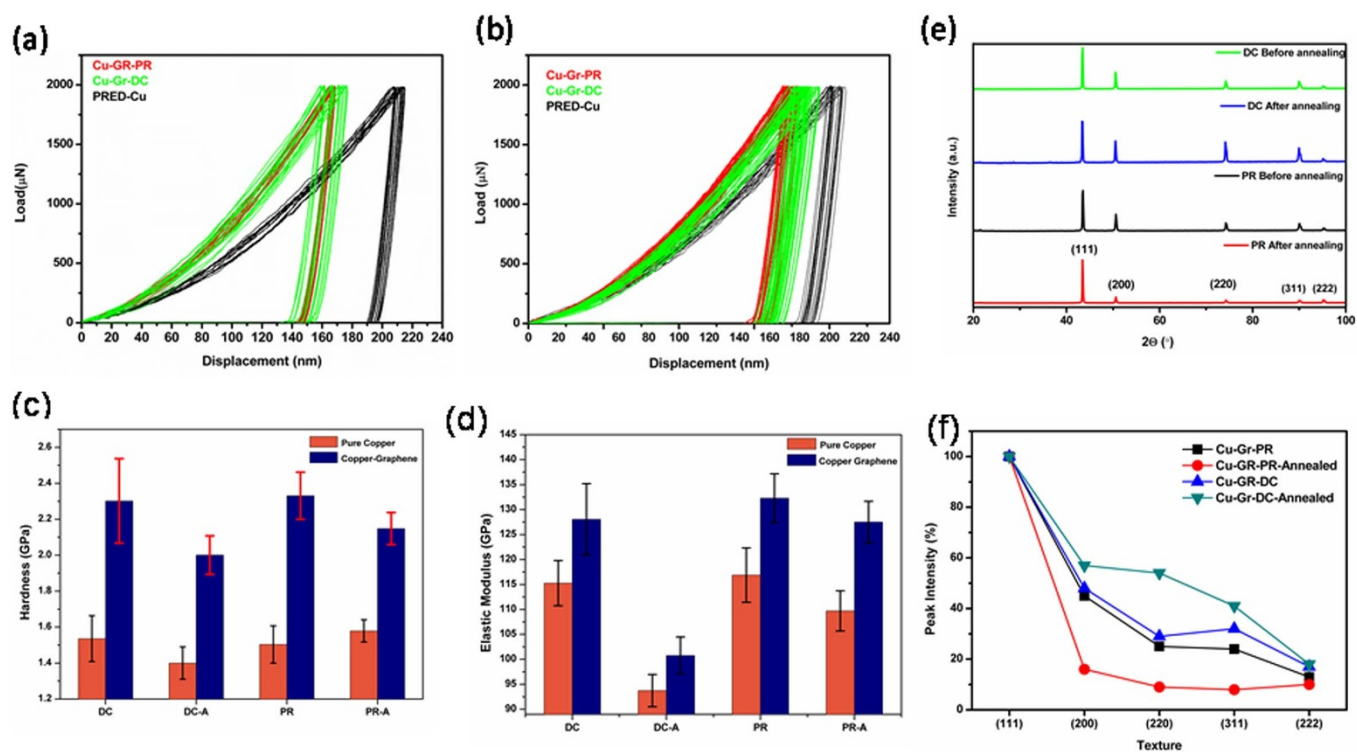 (a)
Cu-GR-PR
Cu-Gr-DC
PRED-Cu
2000
1500
1000
500
0
Load(μN)
0 20 40 60 80 100 120 140 160 180 200 220 240
Displacement (nm)
(b)
Cu-Gr-PR
Cu-Gr-DC
PRED-Cu
2000
1500
1000
500
0
Load (μN)
0 20 40 60 80 100 120 140 160 180 200 220 240
Displacement (nm)
(e)
DC Before annealing
DC After annealing
PR Before annealing
PR After annealing
(111)
(200)
(220)
(311)
(222)
Intensity (a.u.)
20 40 60 80 100
2Θ (°)
(c)
Pure Copper
Copper-Graphene
2.6
2.4
2.2
2.0
1.8
1.6
1.4
1.2
Hardness (GPa)
DC DC-A PR PR-A
(d)
Pure Copper
Copper Graphene
145
140
135
130
125
120
115
110
105
100
95
90
Elastic Modulus (GPa)
DC DC-A PR PR-A
(f)
Cu-Gr-PR
Cu-GR-PR-Annealed
Cu-GR-DC
Cu-Gr-DC-Annealed
100
80
60
40
20
0
Peak Intensity (%)
(111) (200) (220) (311) (222)
Texture